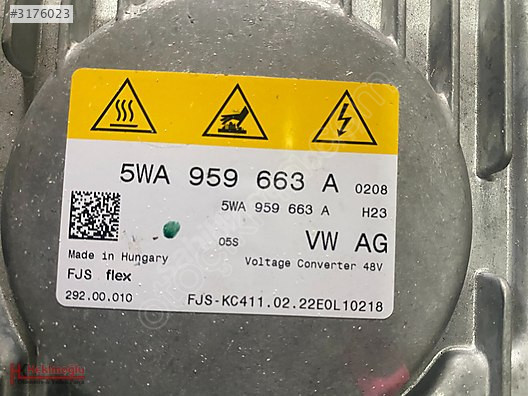 #3176023
5WA 959 663 A 0208
5WA 959 663 A H23
05S VW AG
Made in Hungary Voltage Converter 48V
FJS flex
292.00.010 FJS-KC411.02.22E0L10218